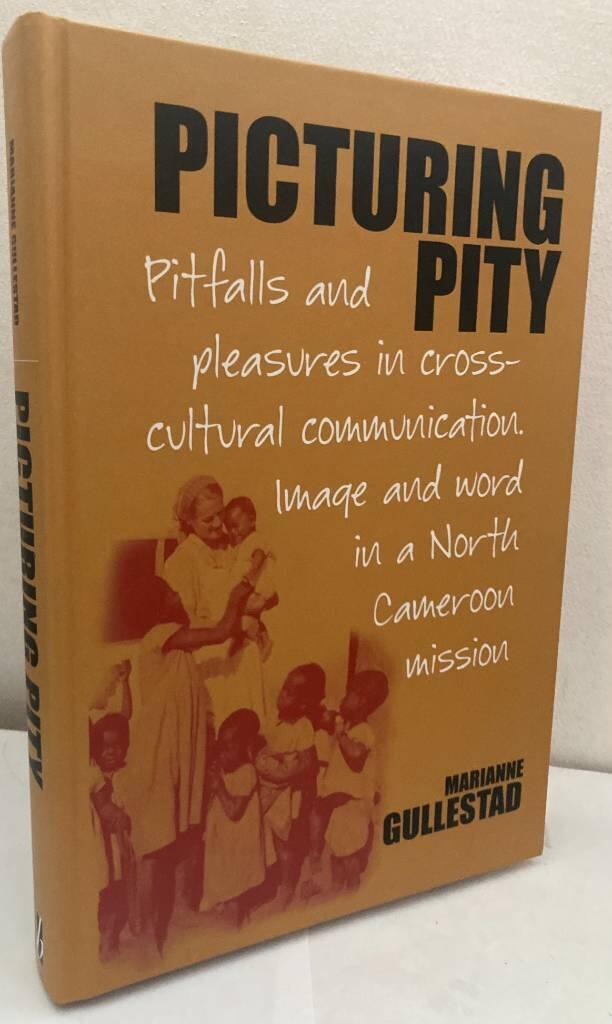 PICTURING
PITY
Pitfalls and
pleasures in cross-
cultural communication.
Image and word
in a North
Cameroon
mission
MARIANNE
GULLESTAD
MARIANNE GULLESTAD
PICTURING PITY
b